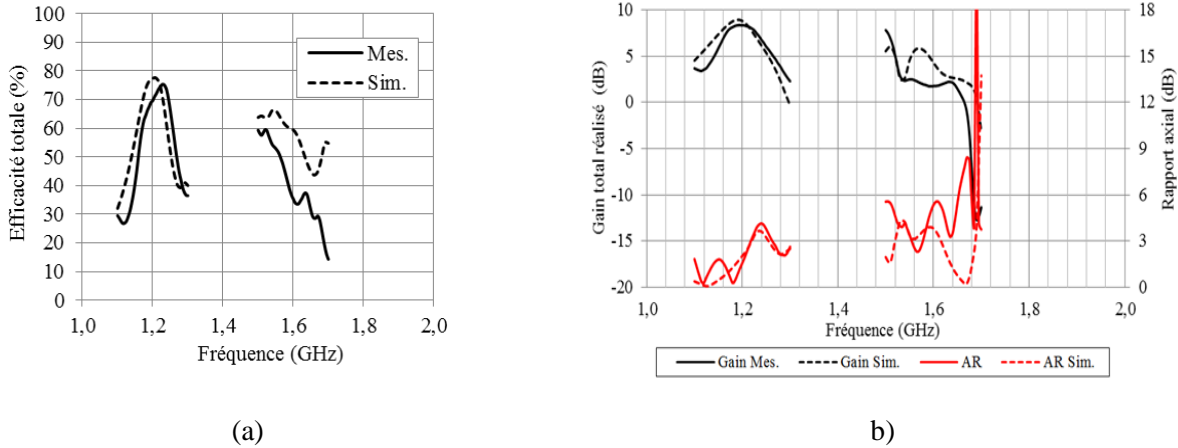 Efficacité totale (%)
100
90
80
70
60
50
40
30
20
10
0
Mes.
Sim.
1,0
1,2
1,4
1,6
1,8
2,0
Fréquence (GHz)
(a)
Gain total réalisé (dB)
10
5
0
-5
-10
-15
-20
18
15
12
9
6
3
0
Rapport axial (dB)
1,0
1,2
1,4
1,6
1,8
2,0
Fréquence (GHz)
Gain Mes.
Gain Sim.
AR
AR Sim.
b)